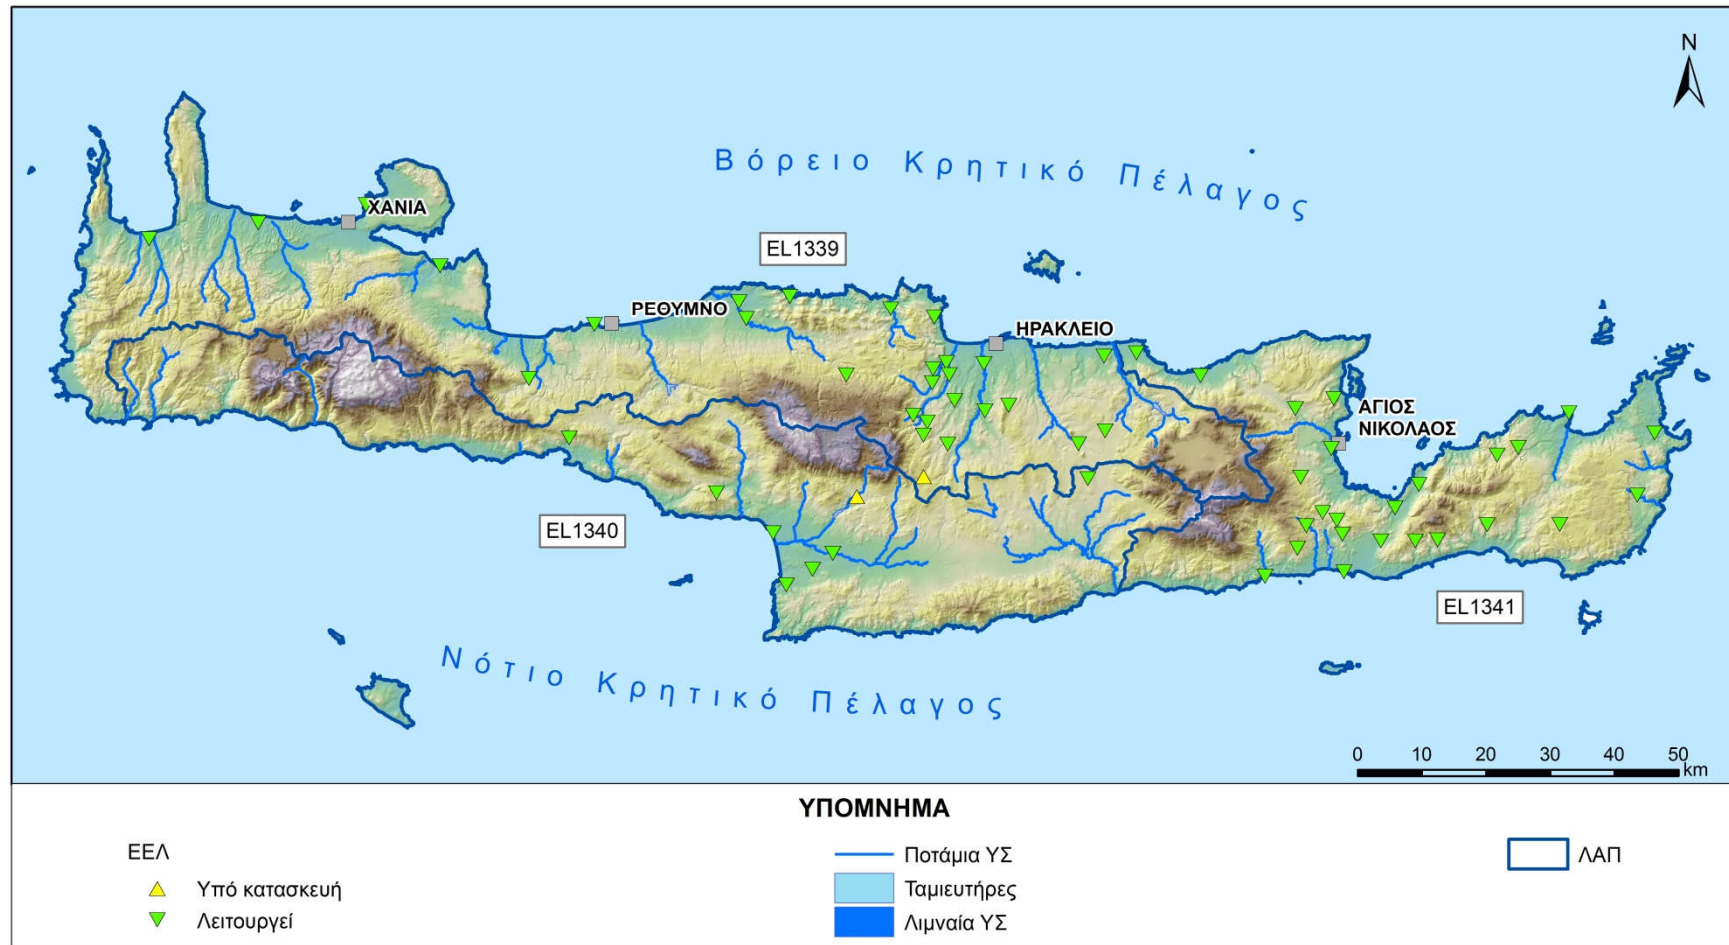 N
Βόρειο Κρητικό Πέλαγος
ΧΑΝΙΑ
EL1339
ΡΕΘΥΜΝΟ
ΗΡΑΚΛΕΙΟ
ΑΓΙΟΣ
ΝΙΚΟΛΑΟΣ
EL1340
EL1341
Νότιο Κρητικό Πέλαγος
0 10 20 30 40 50
km
ΥΠΟΜΝΗΜΑ
ΕΕΛ
Υπό κατασκευή
Λειτουργεί
Ποτάμια ΥΣ
Ταμιευτήρες
Λιμναία ΥΣ
ΛΑΠ